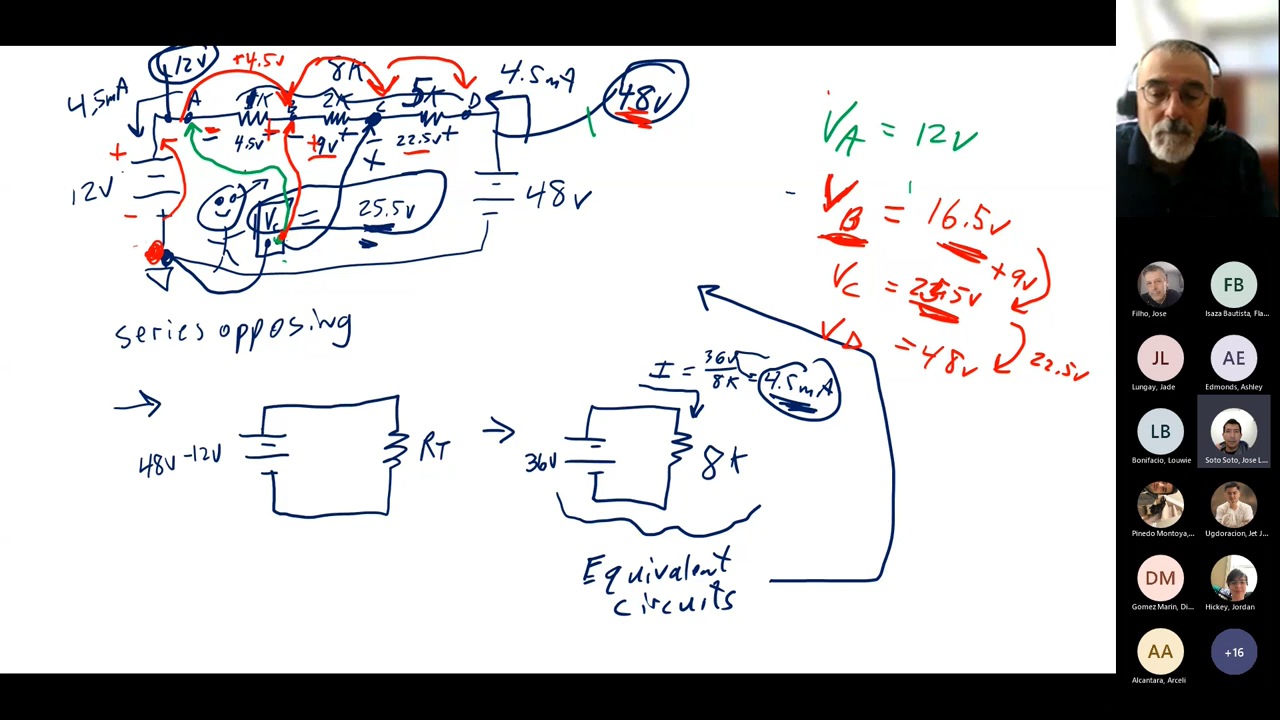 12V
+4.5V
8K
4.5mA
48V
4.5mA
A
1K
B
2K
C
5K
D
4.5V
+
9V
+
22.5V
+
+
12V
-
Vc
=
25.5V
48V
series opposing
48V-12V
RT
I = 36V/8K = 4.5mA
36V
8K
Equivalent
circuits
VA = 12V
VB = 16.5V
+9V
VC = 25.5V
VD = 48V
22.5V
Filho, Jose
FB
Isaza Bautista, Fla...
JL
Lungay, Jade
AE
Edmonds, Ashley
LB
Bonifacio, Louwie
Soto Soto, Jose L...
Pinedo Montoya,...
Ugdoracion, Jet J...
DM
Gomez Marin, Di...
Hickey, Jordan
AA
Alcantara, Arceli
+16